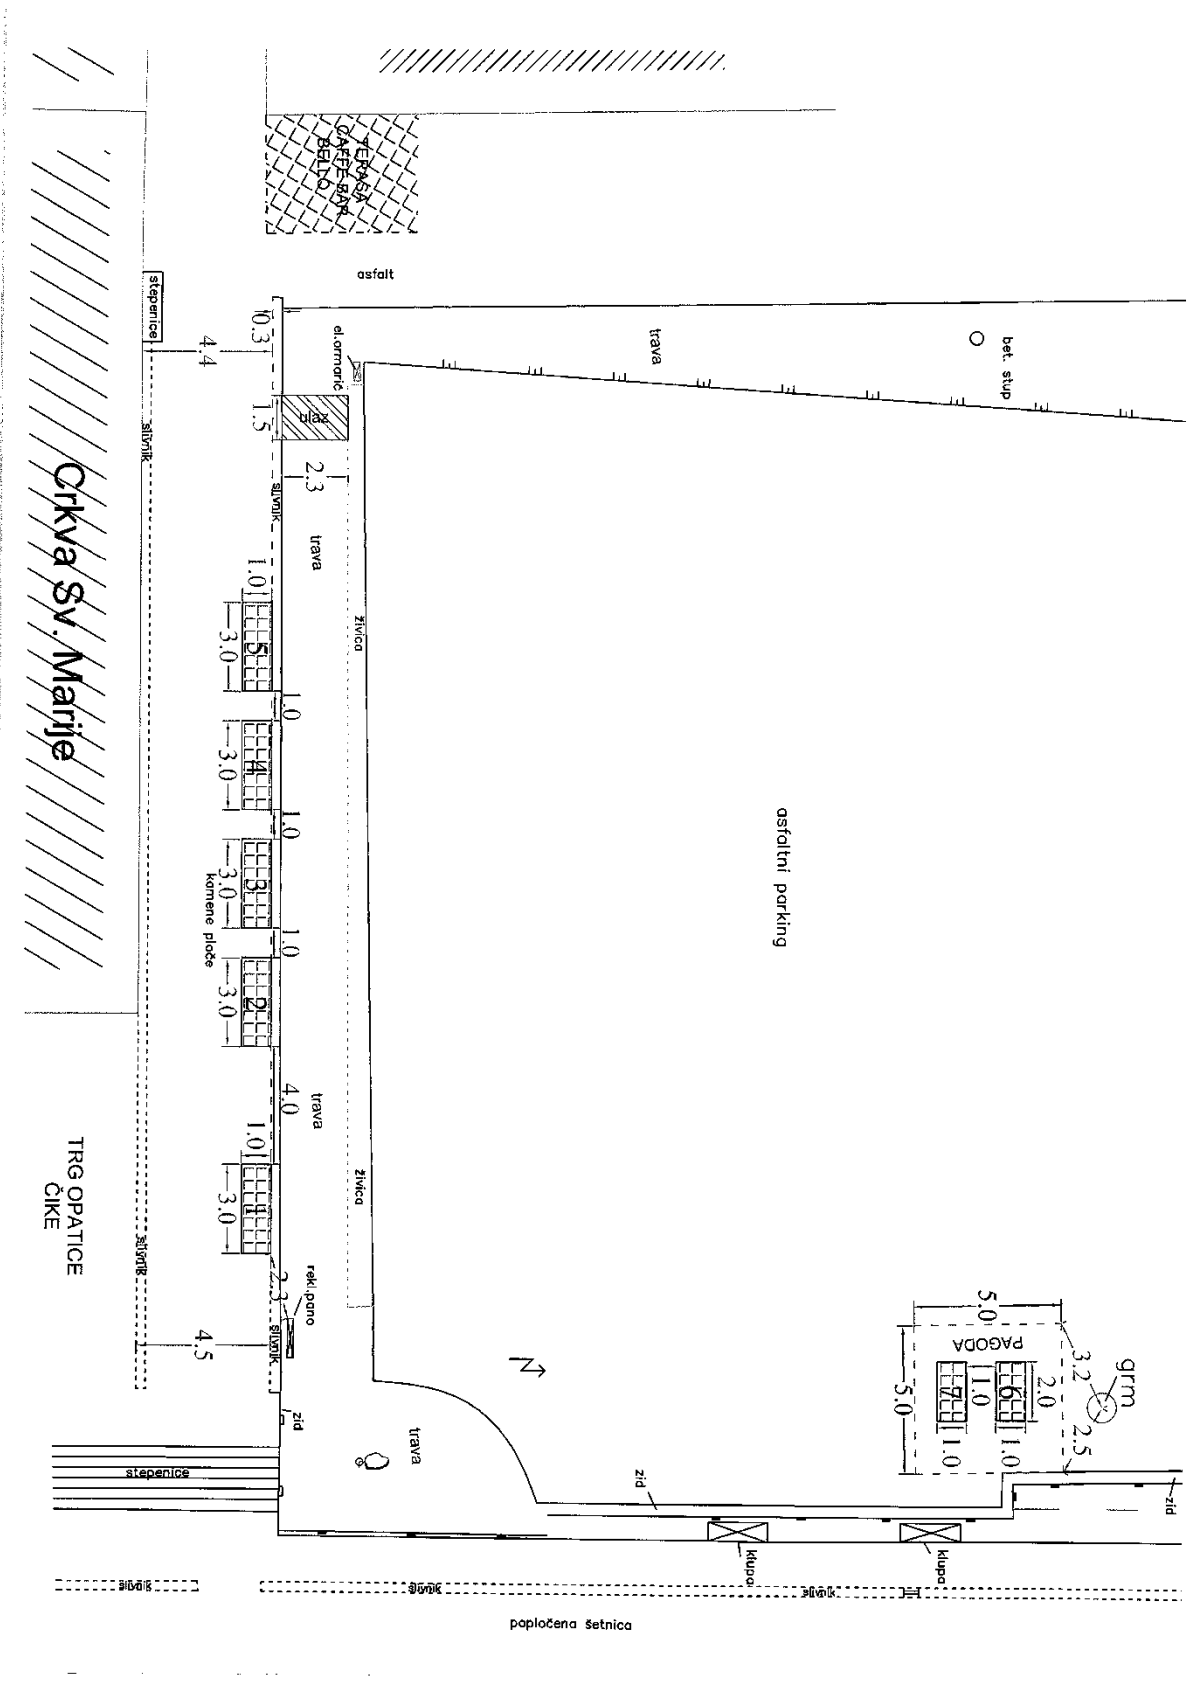 TERASA
CAFFE BAR
BELLO
asfalt
stepenice
0.3
4.4
el.ormarić
trava
bet. stup
1.5
ulaz
slivnik
2.3
slivnik
Crkva Sv. Marije
trava
1.0
5
3.0
živica
1.0
4
3.0
1.0
3
3.0
kamene ploče
asfaltni parking
1.0
2
3.0
4.0
trava
1.0
1
3.0
živica
TRG OPATICE
ČIKE
slivnik
2.3
rekl.pano
slivnik
4.5
N
5.0
PAGODA
5.0
7
1.0
6
2.0
1.0
1.0
3.2
grm
2.5
zid
trava
stepenice
zid
zid
klupa
klupa
slivnik
slivnik
slivnik
popločena šetnica